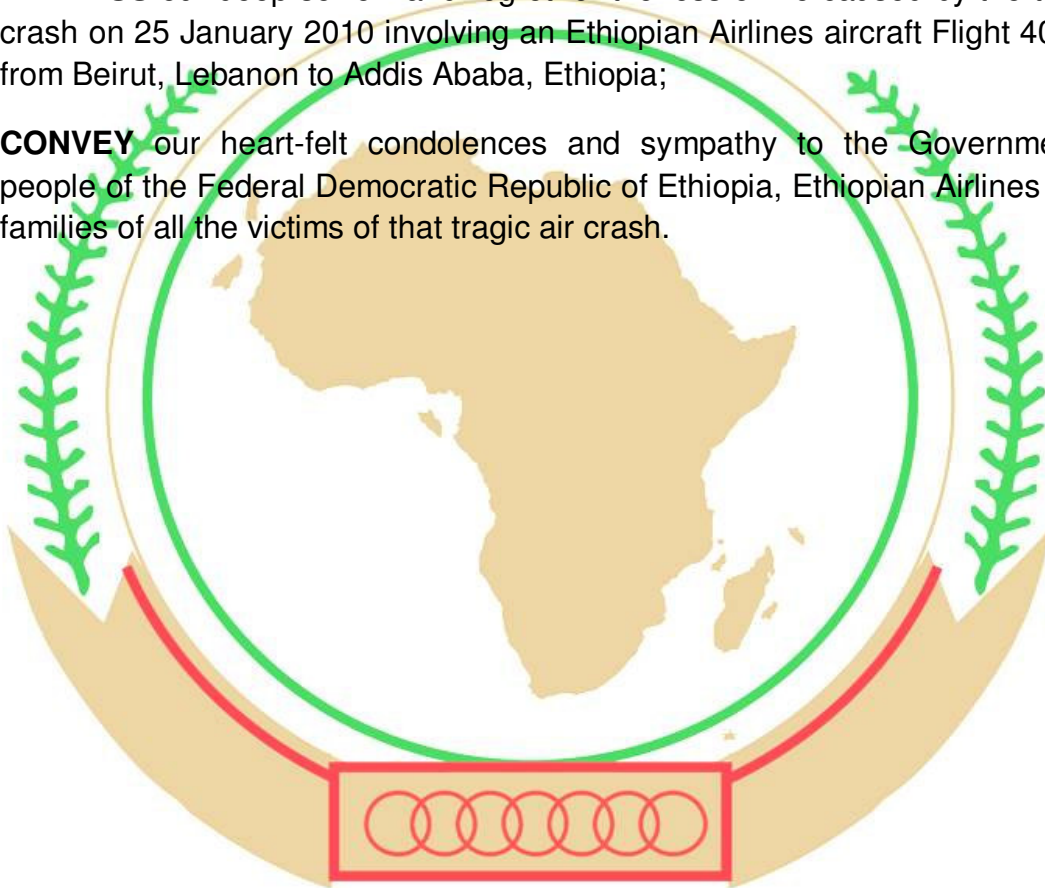 crash on 25 January 2010 involving an Ethiopian Airlines aircraft Flight 40
from Beirut, Lebanon to Addis Ababa, Ethiopia;
CONVEY our heart-felt condolences and sympathy to the Governme
people of the Federal Democratic Republic of Ethiopia, Ethiopian Airlines
families of all the victims of that tragic air crash.